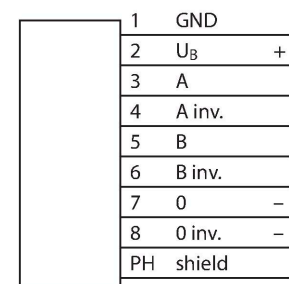 1 GND
2 U_B +
3 A
4 A inv.
5 B
6 B inv.
7 0 –
8 0 inv. –
PH shield